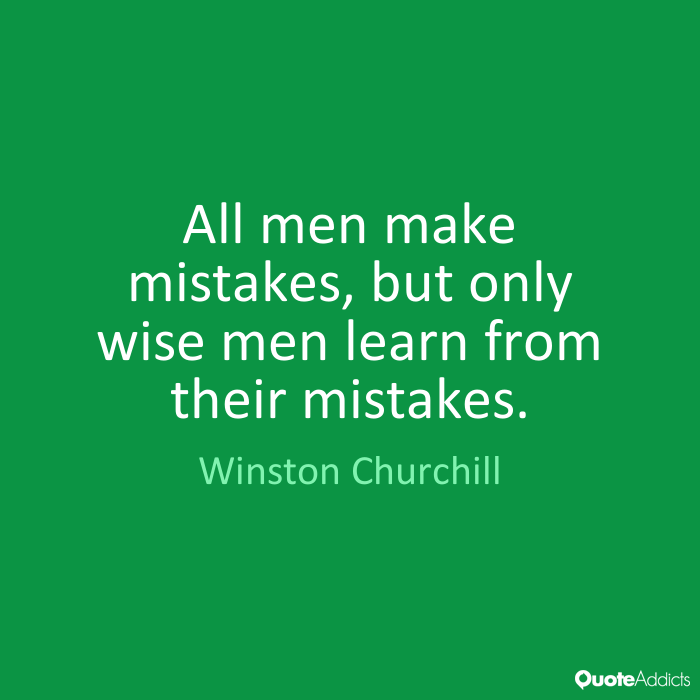 All men make
mistakes, but only
wise men learn from
their mistakes.
Winston Churchill
QuoteAddicts